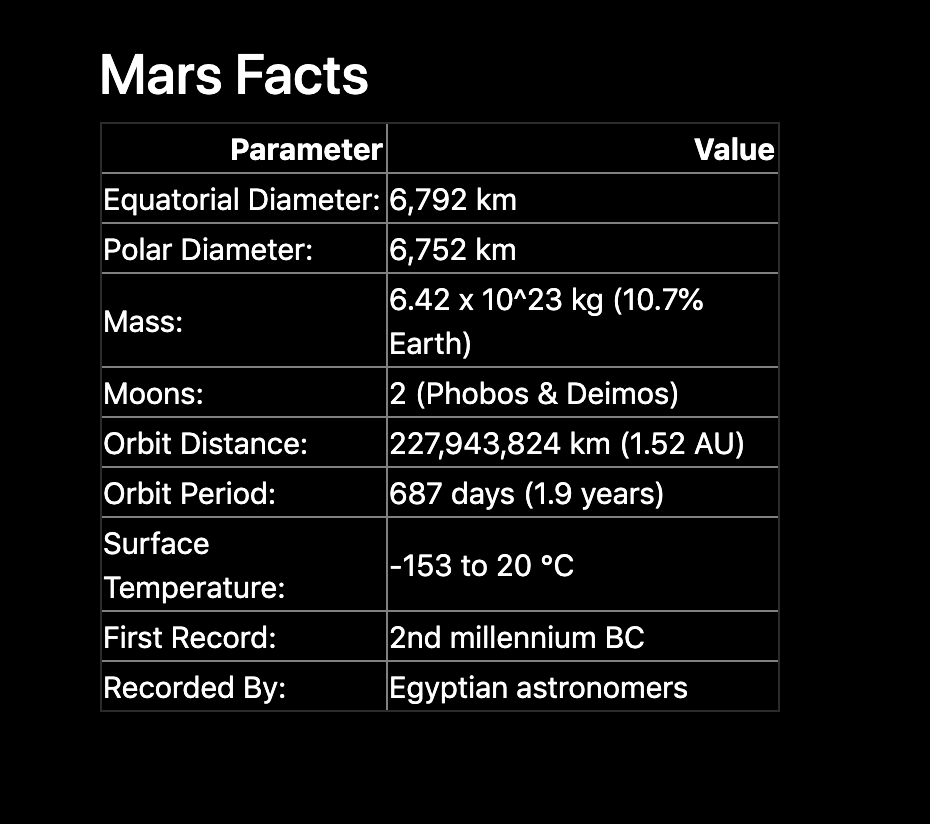 Mars Facts
Parameter Value
Equatorial Diameter: 6,792 km
Polar Diameter: 6,752 km
Mass: 6.42 x 10^23 kg (10.7%
Earth)
Moons: 2 (Phobos & Deimos)
Orbit Distance: 227,943,824 km (1.52 AU)
Orbit Period: 687 days (1.9 years)
Surface
Temperature: -153 to 20 °C
First Record: 2nd millennium BC
Recorded By: Egyptian astronomers